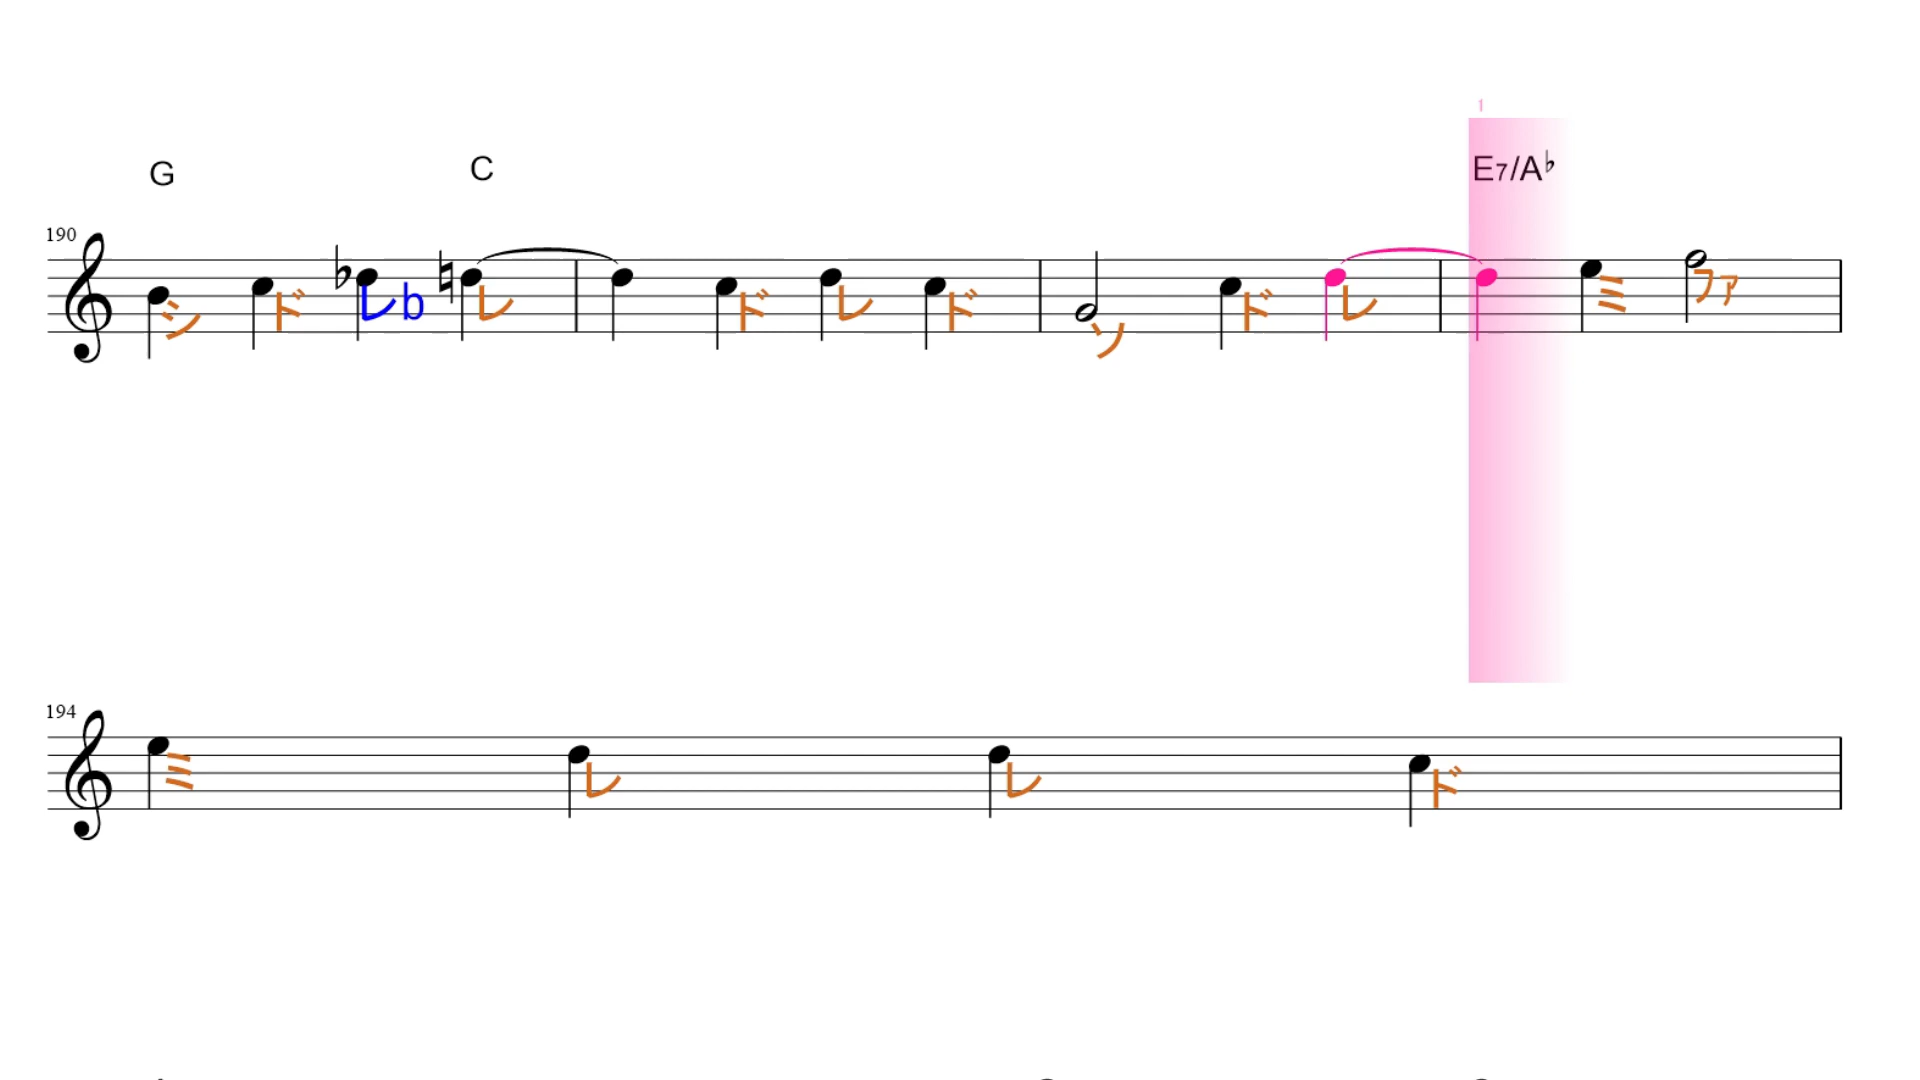 1
G C E7/A♭
190
シ ド レb レ ド レ ド ソ ド レ ミ ファ
194
ミ レ レ ド